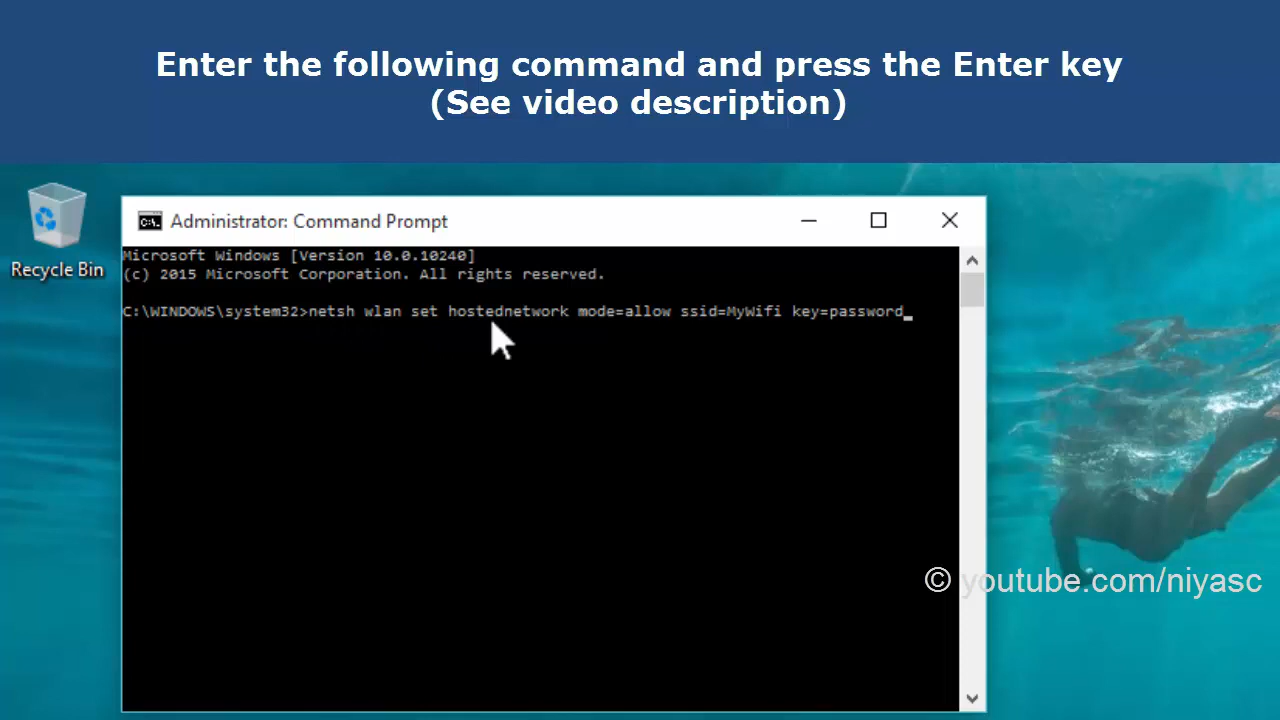 Enter the following command and press the Enter key
(See video description)
Recycle Bin
Administrator: Command Prompt
Microsoft Windows [Version 10.0.10240]
(c) 2015 Microsoft Corporation. All rights reserved.
C:\WINDOWS\system32>netsh wlan set hostednetwork mode=allow ssid=MyWifi key=password_
© youtube.com/niyasc